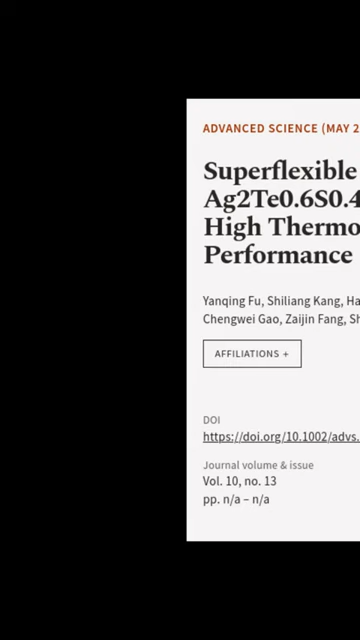 ADVANCED SCIENCE (MAY 2
Superflexible
Ag2Te0.6S0.4
High Thermo
Performance
Yanqing Fu, Shiliang Kang, Ha
Chengwei Gao, Zaijin Fang, Sh
AFFILIATIONS +
DOI
https://doi.org/10.1002/advs.
Journal volume & issue
Vol. 10, no. 13
pp. n/a – n/a